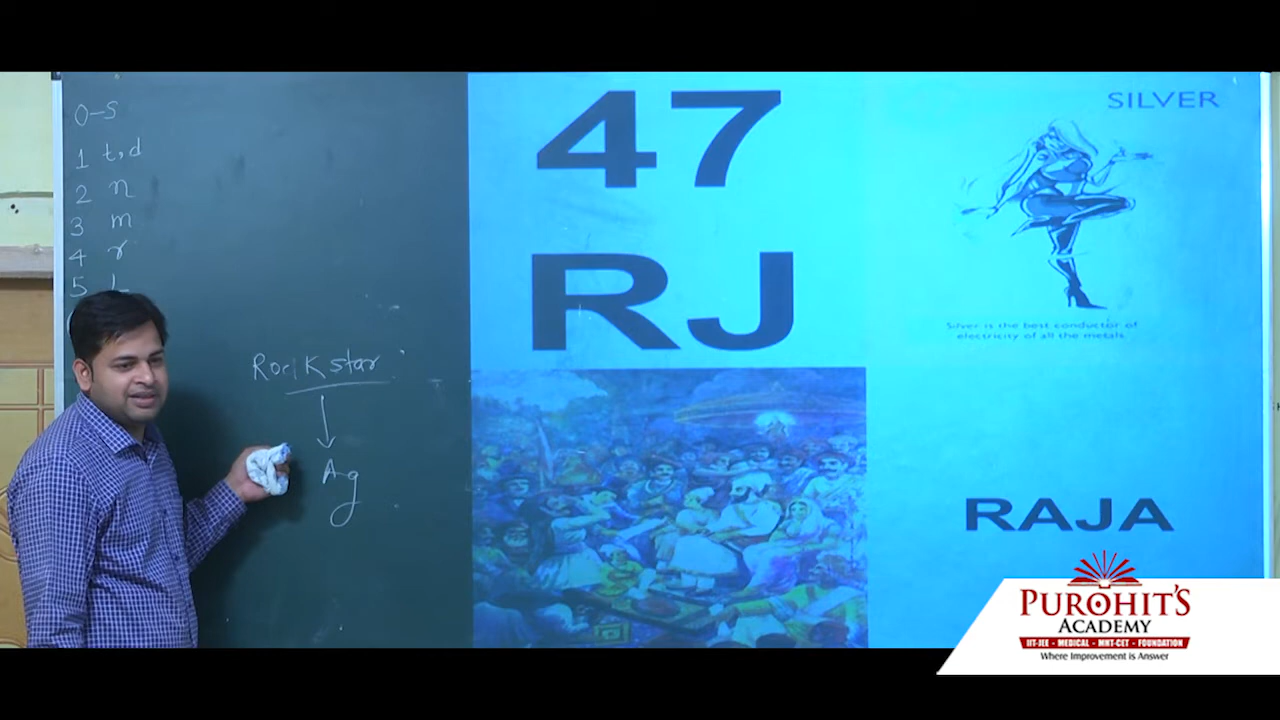 0-S
1 t,d
2 n
3 m
4 r
5 L
Rockstar
Ag
47
RJ
SILVER
Silver is the best conductor of
electricity of all the metals
RAJA
PUROHIT'S
ACADEMY
IIT-JEE - MEDICAL - MHT-CET - FOUNDATION
Where Improvement is Answer